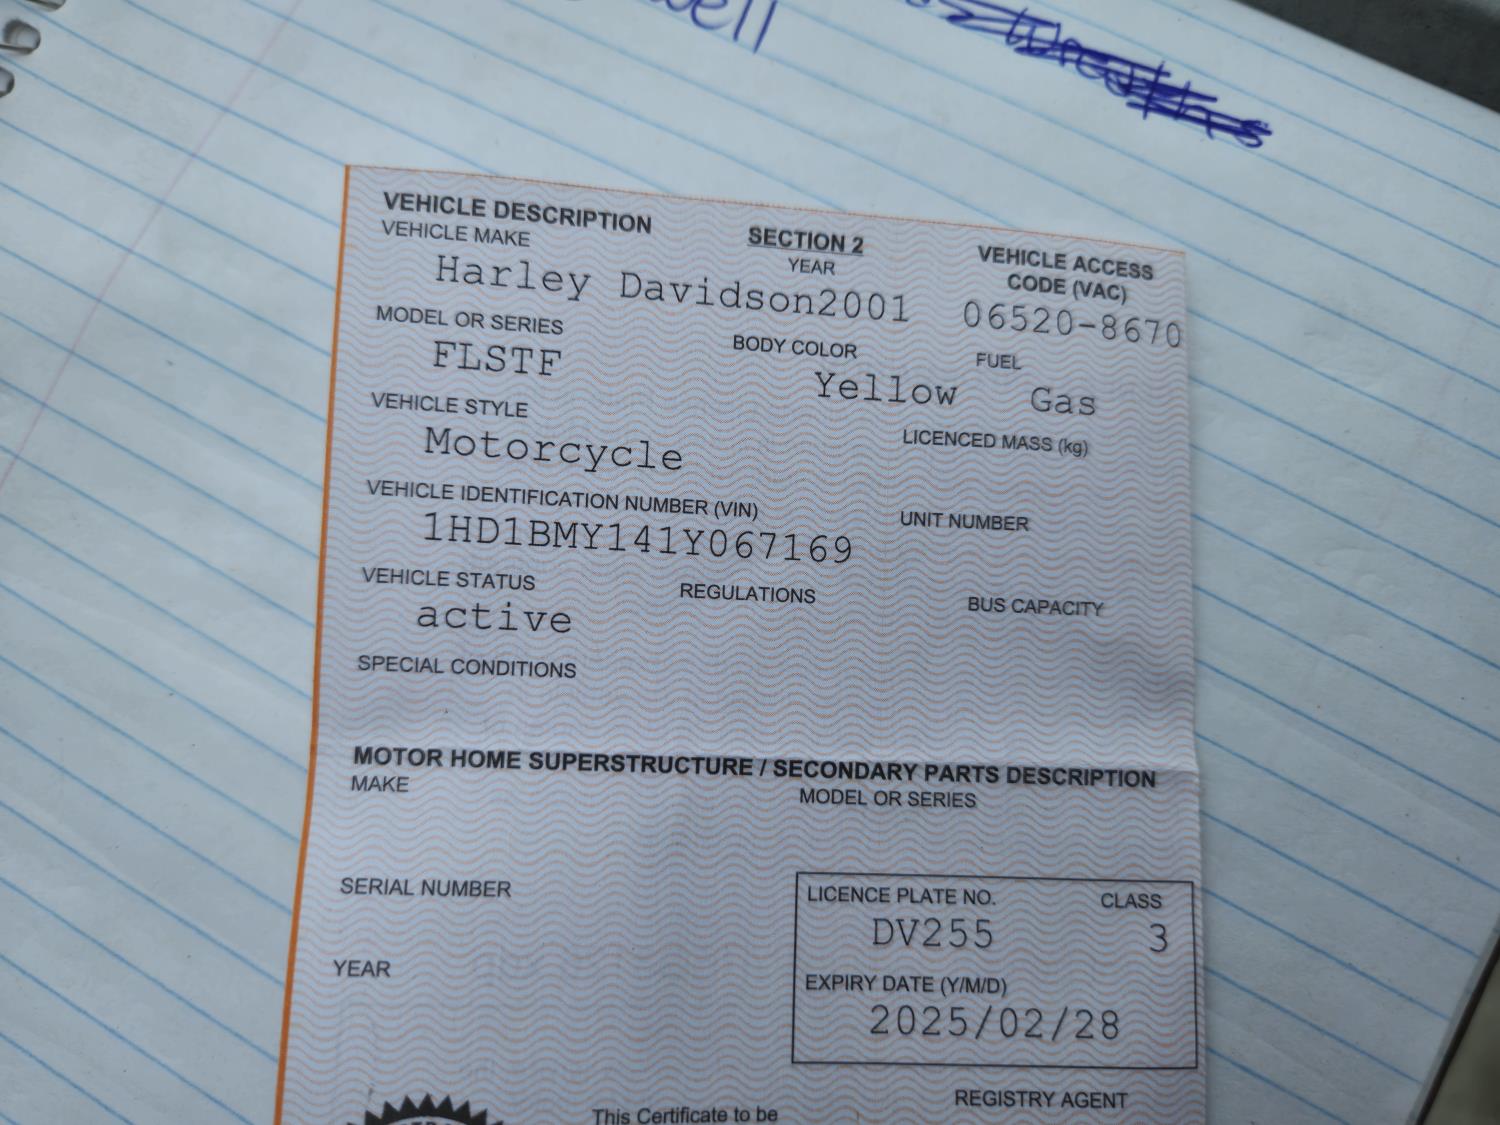 VEHICLE DESCRIPTION
SECTION 2
VEHICLE ACCESS
CODE (VAC)
VEHICLE MAKE
YEAR
Harley Davidson2001
06520-8670
MODEL OR SERIES
BODY COLOR
FUEL
FLSTF
Yellow
Gas
VEHICLE STYLE
LICENCED MASS (kg)
Motorcycle
VEHICLE IDENTIFICATION NUMBER (VIN)
UNIT NUMBER
1HD1BMY141Y067169
VEHICLE STATUS
REGULATIONS
BUS CAPACITY
active
SPECIAL CONDITIONS
MOTOR HOME SUPERSTRUCTURE / SECONDARY PARTS DESCRIPTION
MAKE
MODEL OR SERIES
SERIAL NUMBER
LICENCE PLATE NO.
CLASS
DV255
3
YEAR
EXPIRY DATE (Y/M/D)
2025/02/28
REGISTRY AGENT
This Certificate to be